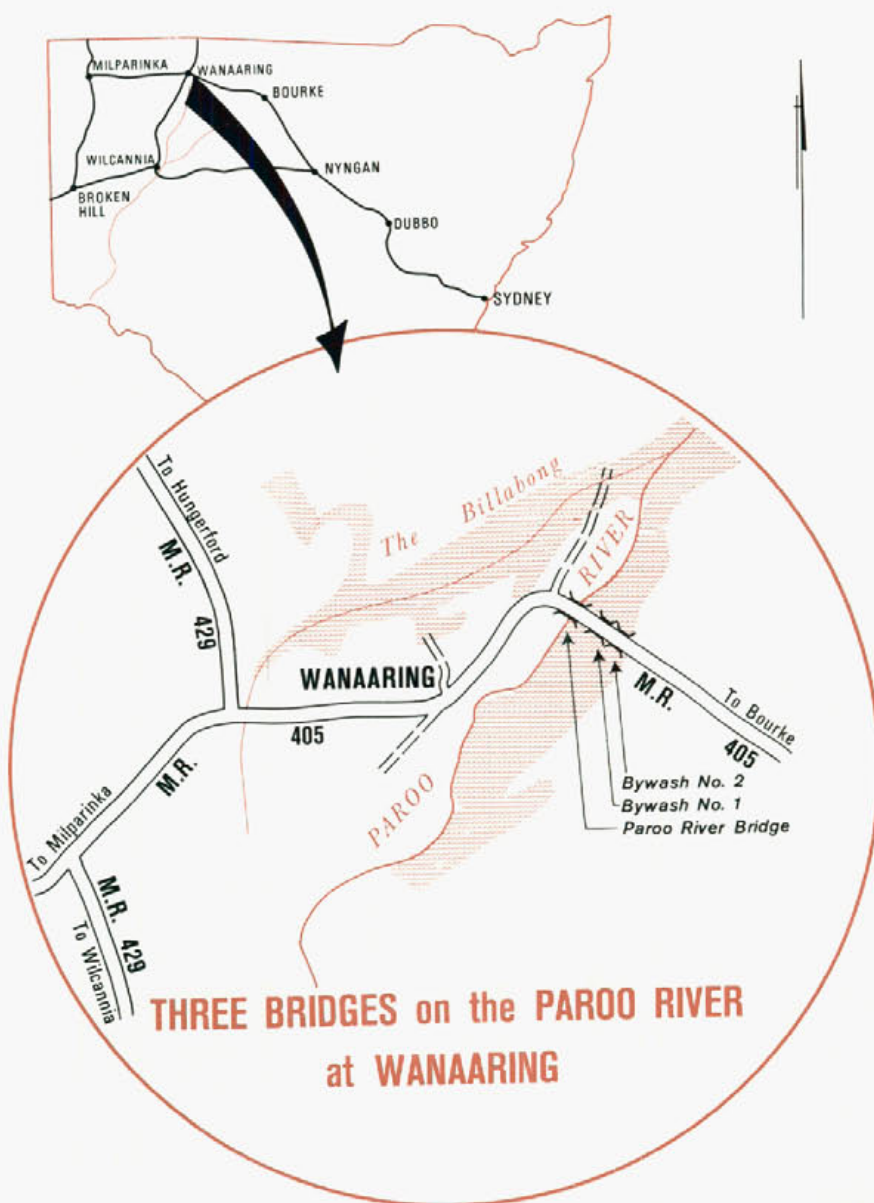 MILPARINKA
WANAARING
BOURKE
WILCANNIA
NYNGAN
BROKEN
HILL
DUBBO
SYDNEY
To Hungerford
M.R.
429
The Billabong
RIVER
WANAARING
405
M.R.
To Bourke
405
M.R.
PAROO
To Milparinka
Bywash No. 2
Bywash No. 1
Paroo River Bridge
M.R. 429
To Wilcannia
THREE BRIDGES on the PAROO RIVER
at WANAARING